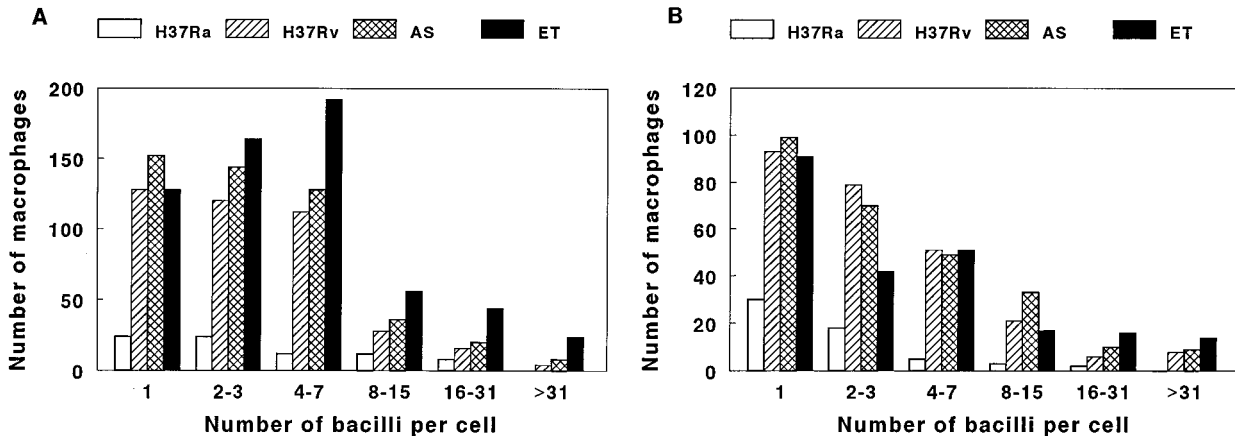 A
H37Ra H37Rv AS ET
Number of macrophages
200
150
100
50
0
1 2-3 4-7 8-15 16-31 >31
Number of bacilli per cell
B
H37Ra H37Rv AS ET
Number of macrophages
120
100
80
60
40
20
0
1 2-3 4-7 8-15 16-31 >31
Number of bacilli per cell